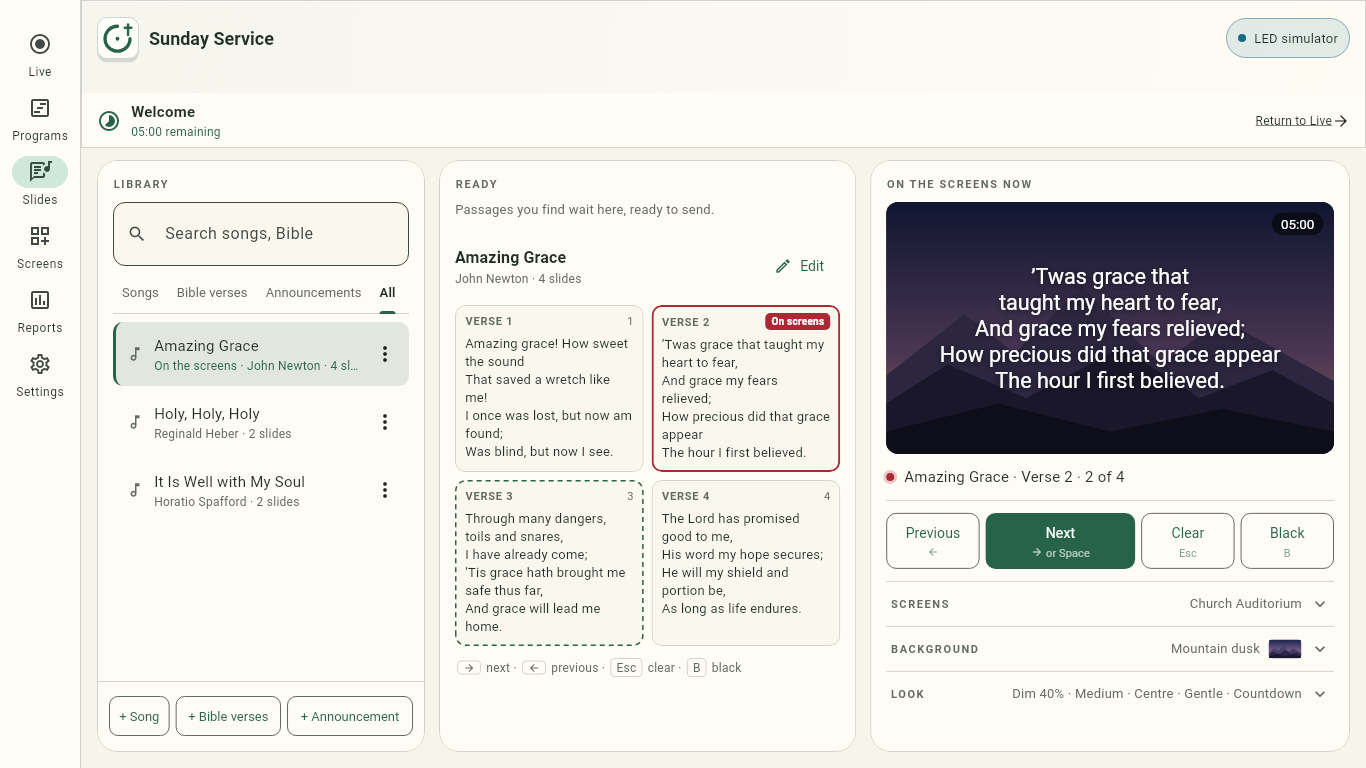 Sunday Service
LED simulator
Live
Programs
Slides
Screens
Reports
Settings
Welcome
05:00 remaining
Return to Live
LIBRARY
Search songs, Bible
Songs
Bible verses
Announcements
All
Amazing Grace
On the screens · John Newton · 4 sl…
Holy, Holy, Holy
Reginald Heber · 2 slides
It Is Well with My Soul
Horatio Spafford · 2 slides
+ Song
+ Bible verses
+ Announcement
READY
Passages you find wait here, ready to send.
Amazing Grace
John Newton · 4 slides
Edit
VERSE 1
1
Amazing grace! How sweet
the sound
That saved a wretch like
me!
I once was lost, but now am
found;
Was blind, but now I see.
VERSE 2
On screens
’Twas grace that taught my
heart to fear,
And grace my fears
relieved;
How precious did that grace
appear
The hour I first believed.
VERSE 3
3
Through many dangers,
toils and snares,
I have already come;
’Tis grace hath brought me
safe thus far,
And grace will lead me
home.
VERSE 4
4
The Lord has promised
good to me,
His word my hope secures;
He will my shield and
portion be,
As long as life endures.
→ next · ← previous · Esc clear · B black
ON THE SCREENS NOW
05:00
’Twas grace that
taught my heart to fear,
And grace my fears relieved;
How precious did that grace appear
The hour I first believed.
Amazing Grace · Verse 2 · 2 of 4
Previous
←
Next
→ or Space
Clear
Esc
Black
B
SCREENS
Church Auditorium
BACKGROUND
Mountain dusk
LOOK
Dim 40% · Medium · Centre · Gentle · Countdown